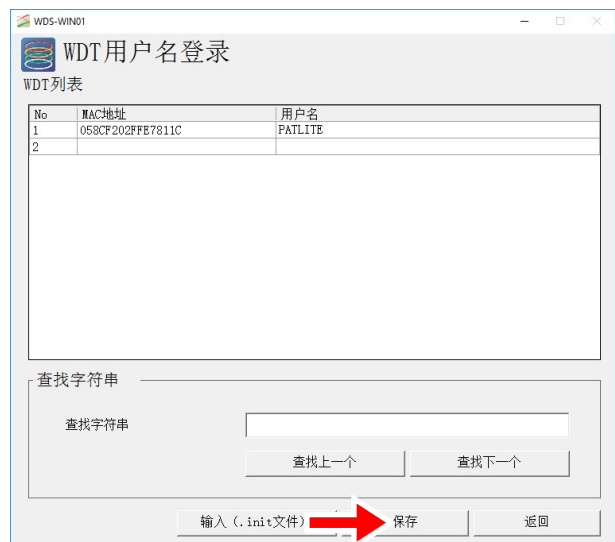 WDS-WIN01
WDT用户名登录
WDT列表
No MAC地址 用户名
1 058CF202FFE7811C PATLITE
2
查找字符串
查找字符串
查找上一个 查找下一个
输入（.init文件） 保存 返回